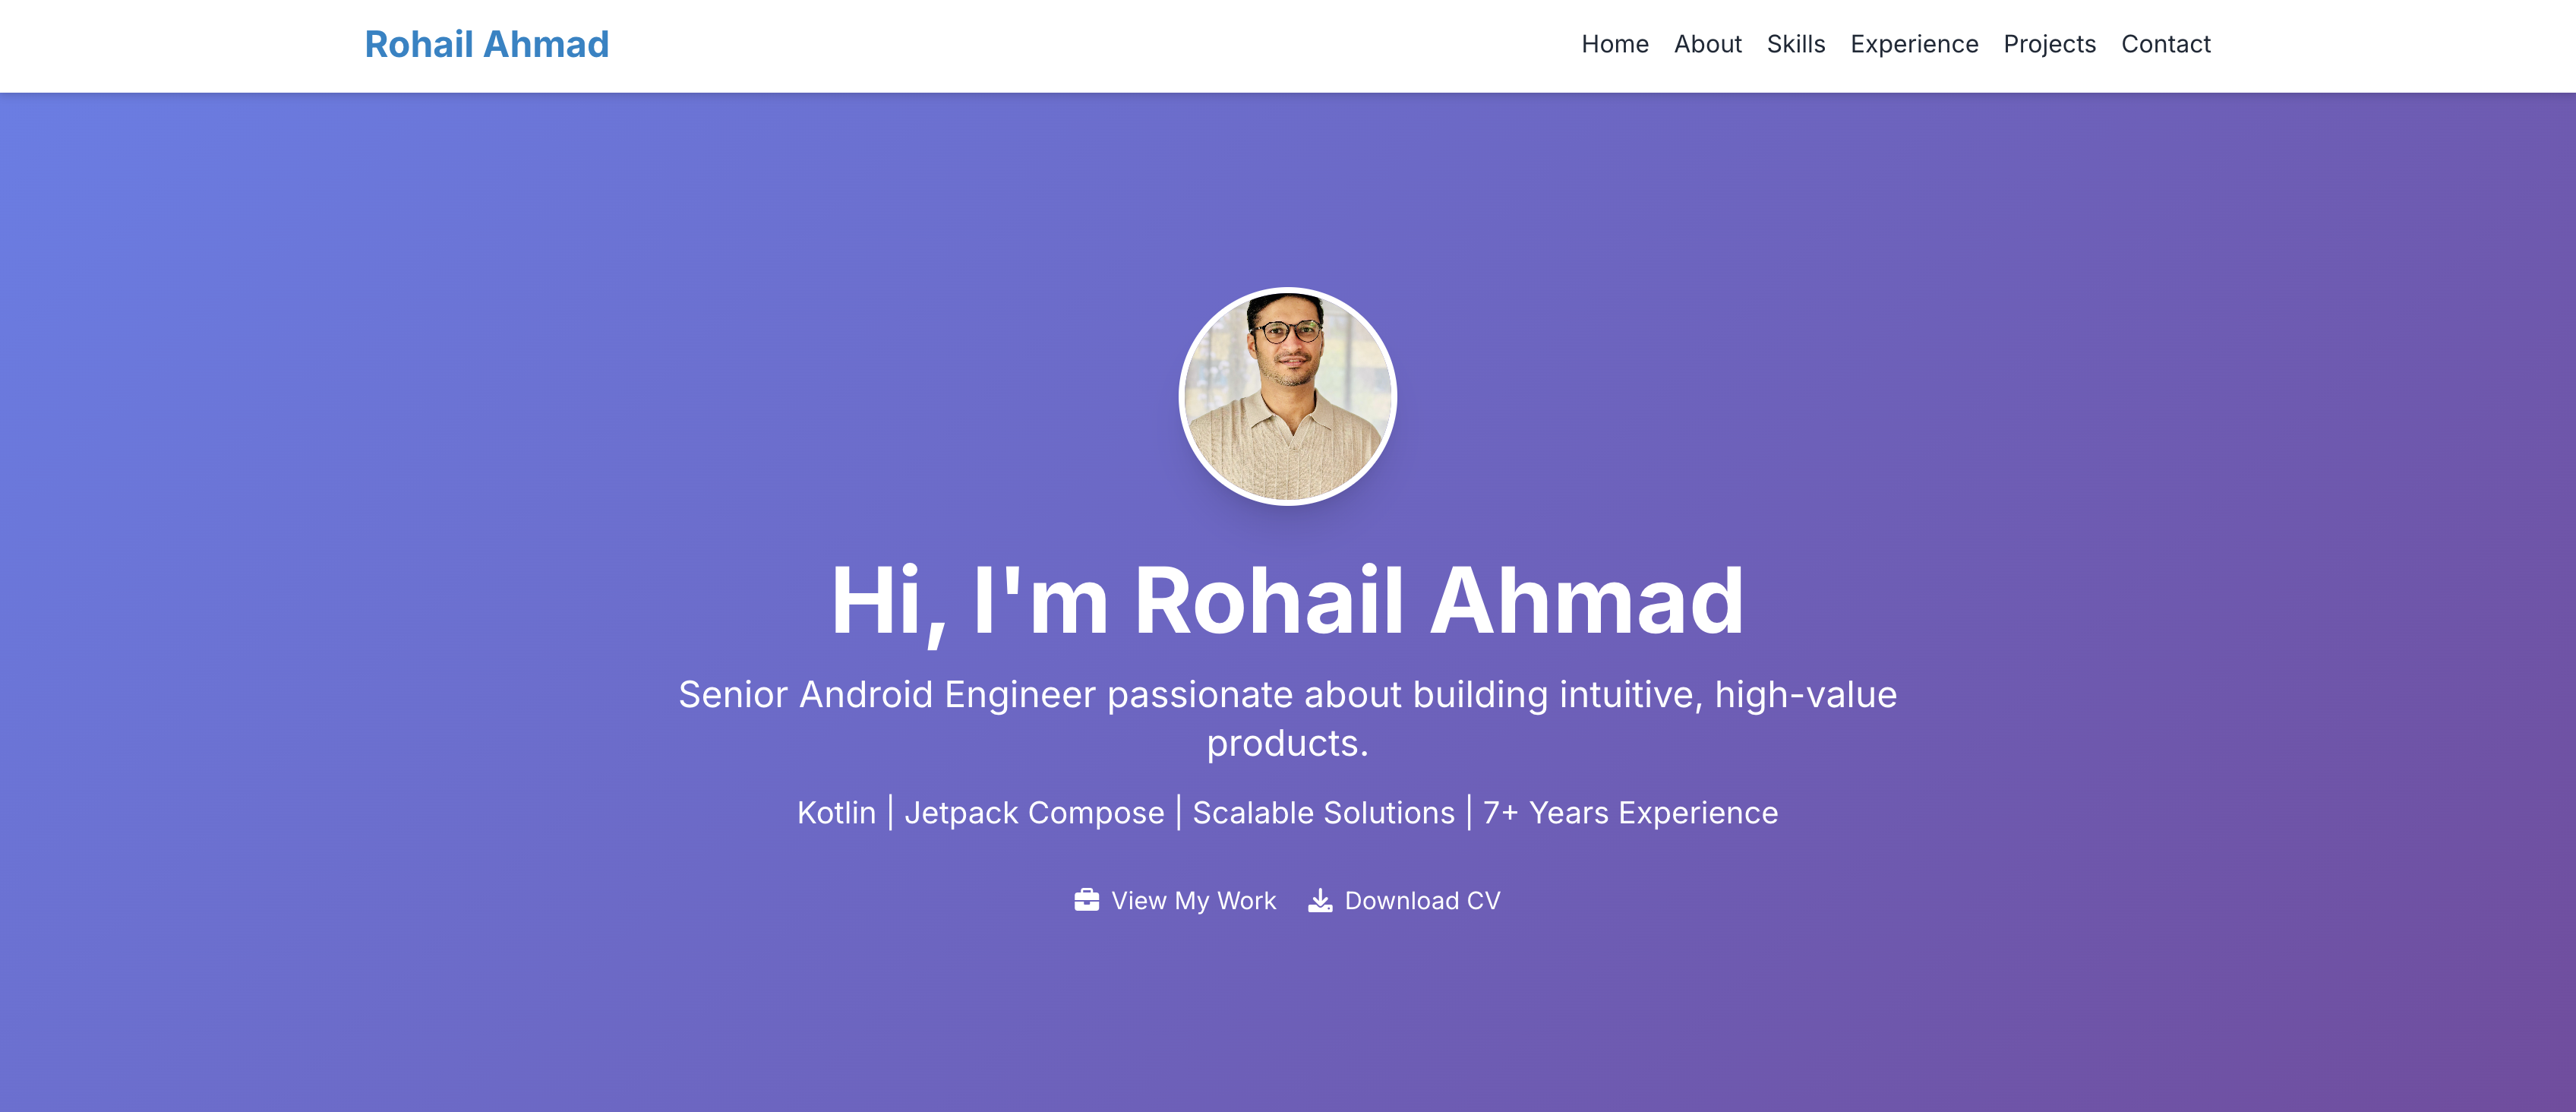 Rohail Ahmad
Home About Skills Experience Projects Contact
Hi, I'm Rohail Ahmad
Senior Android Engineer passionate about building intuitive, high-value
products.
Kotlin | Jetpack Compose | Scalable Solutions | 7+ Years Experience
View My Work Download CV